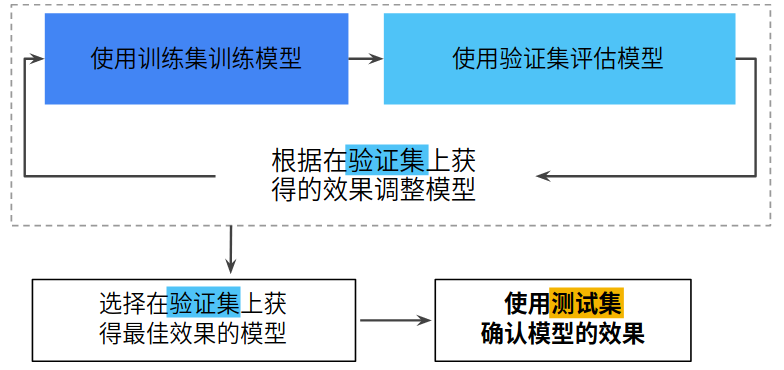 使用训练集训练模型
使用验证集评估模型
根据在验证集上获
得的效果调整模型
选择在验证集上获
得最佳效果的模型
使用测试集
确认模型的效果